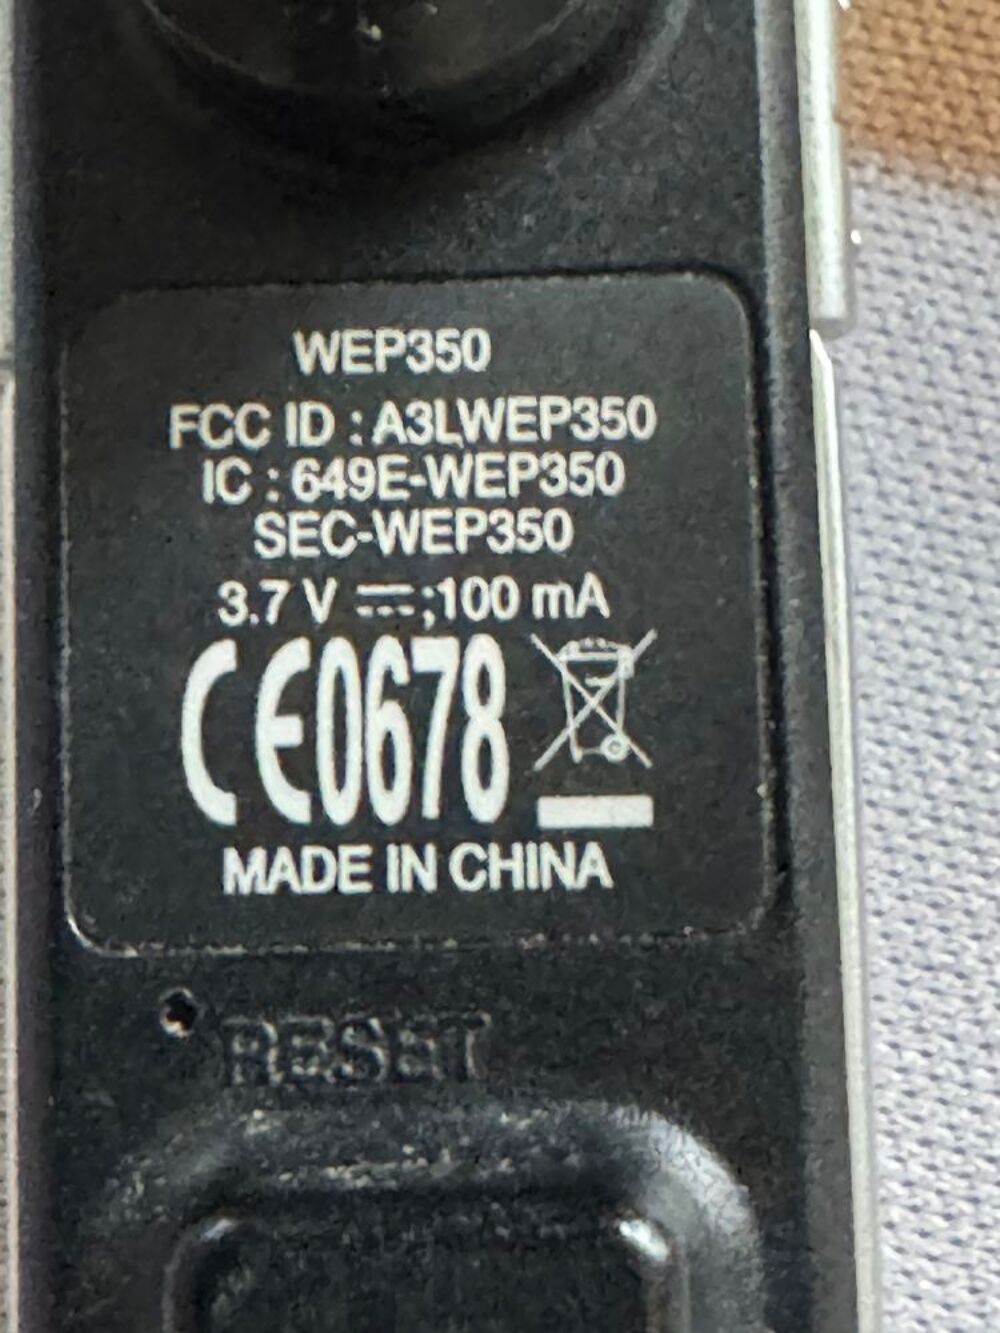 WEP350
FCC ID : A3LWEP350
IC : 649E-WEP350
SEC-WEP350
3.7 V ⎓;100 mA
CE0678
MADE IN CHINA
RESET